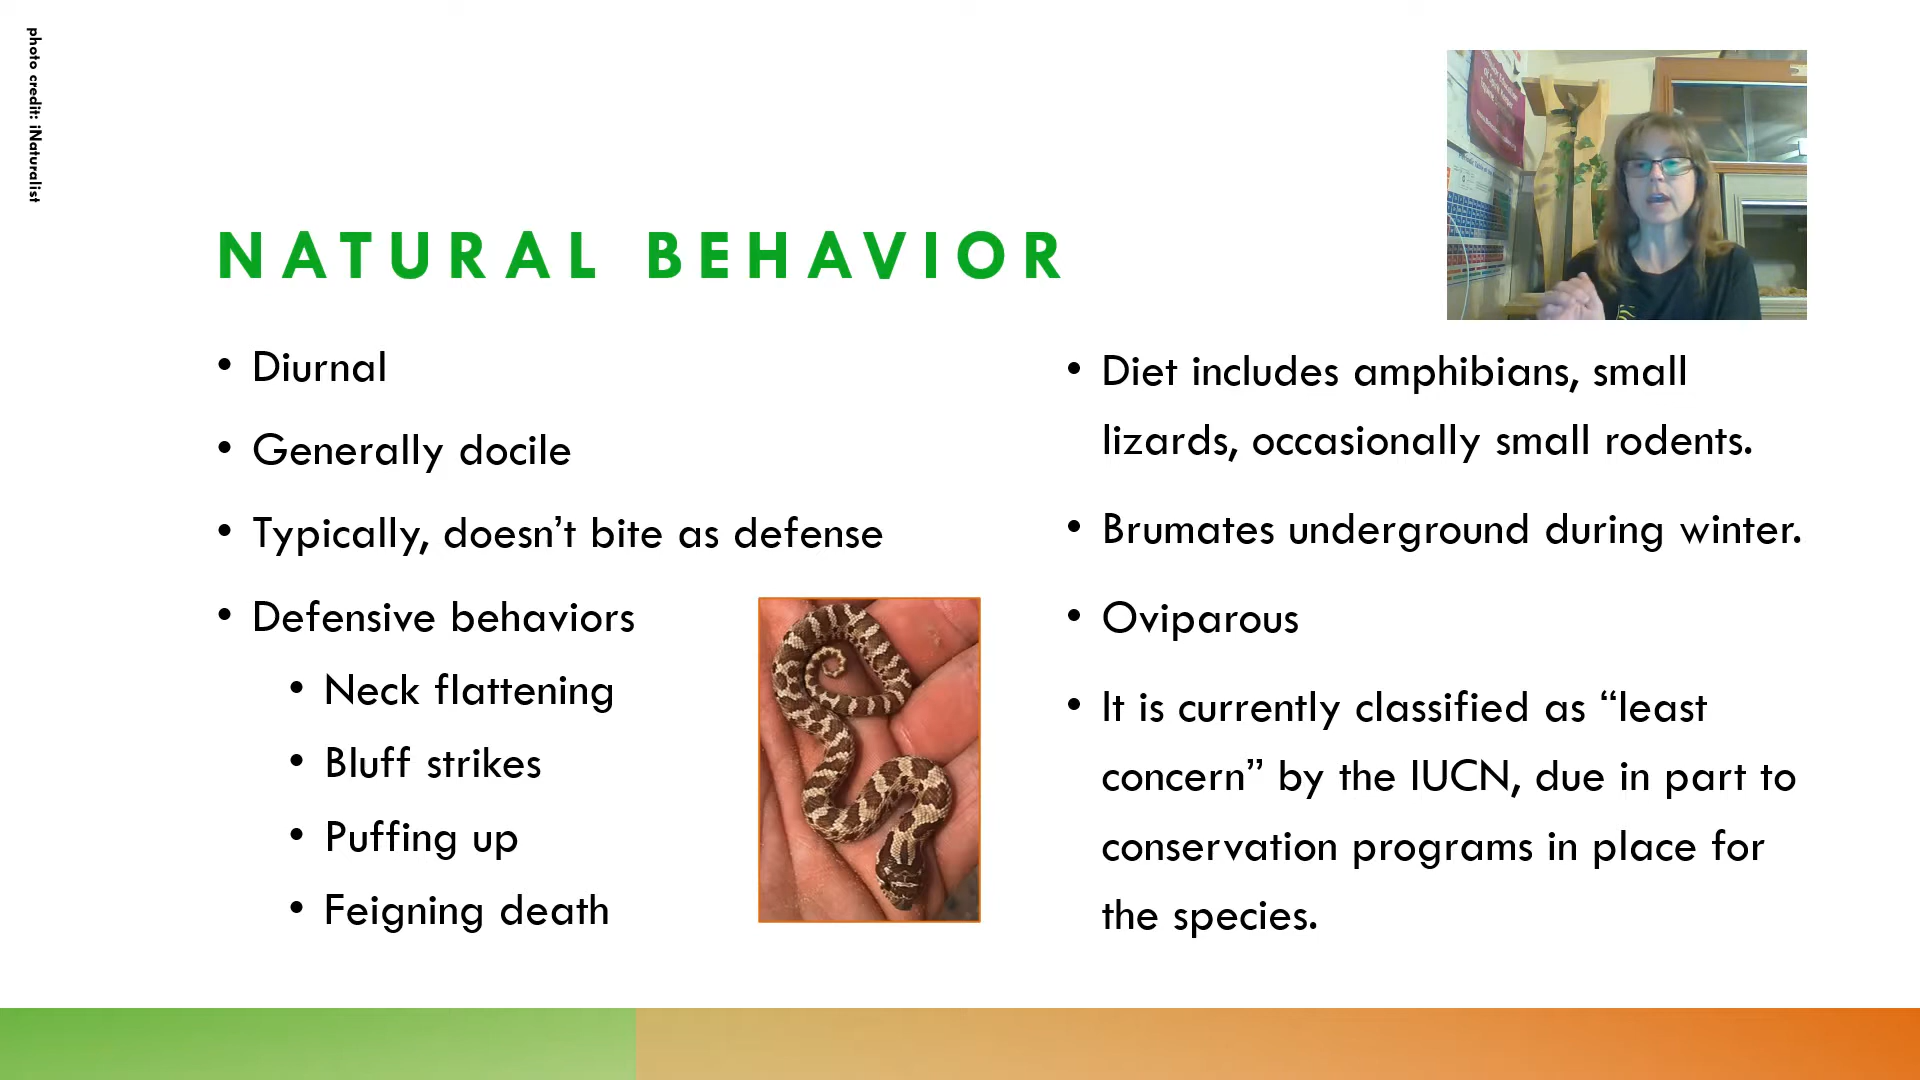 photo credit: iNaturalist
NATURAL BEHAVIOR
• Diurnal
• Generally docile
• Typically, doesn’t bite as defense
• Defensive behaviors
• Neck flattening
• Bluff strikes
• Puffing up
• Feigning death
• Diet includes amphibians, small
lizards, occasionally small rodents.
• Brumates underground during winter.
• Oviparous
• It is currently classified as “least
concern” by the IUCN, due in part to
conservation programs in place for
the species.